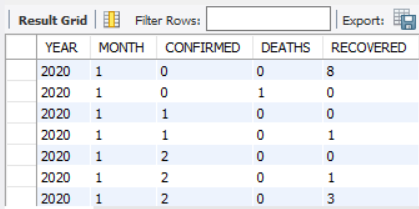 Result Grid Filter Rows: Export:
YEAR MONTH CONFIRMED DEATHS RECOVERED
2020 1 0 0 8
2020 1 0 1 0
2020 1 1 0 0
2020 1 1 0 1
2020 1 2 0 0
2020 1 2 0 1
2020 1 2 0 3